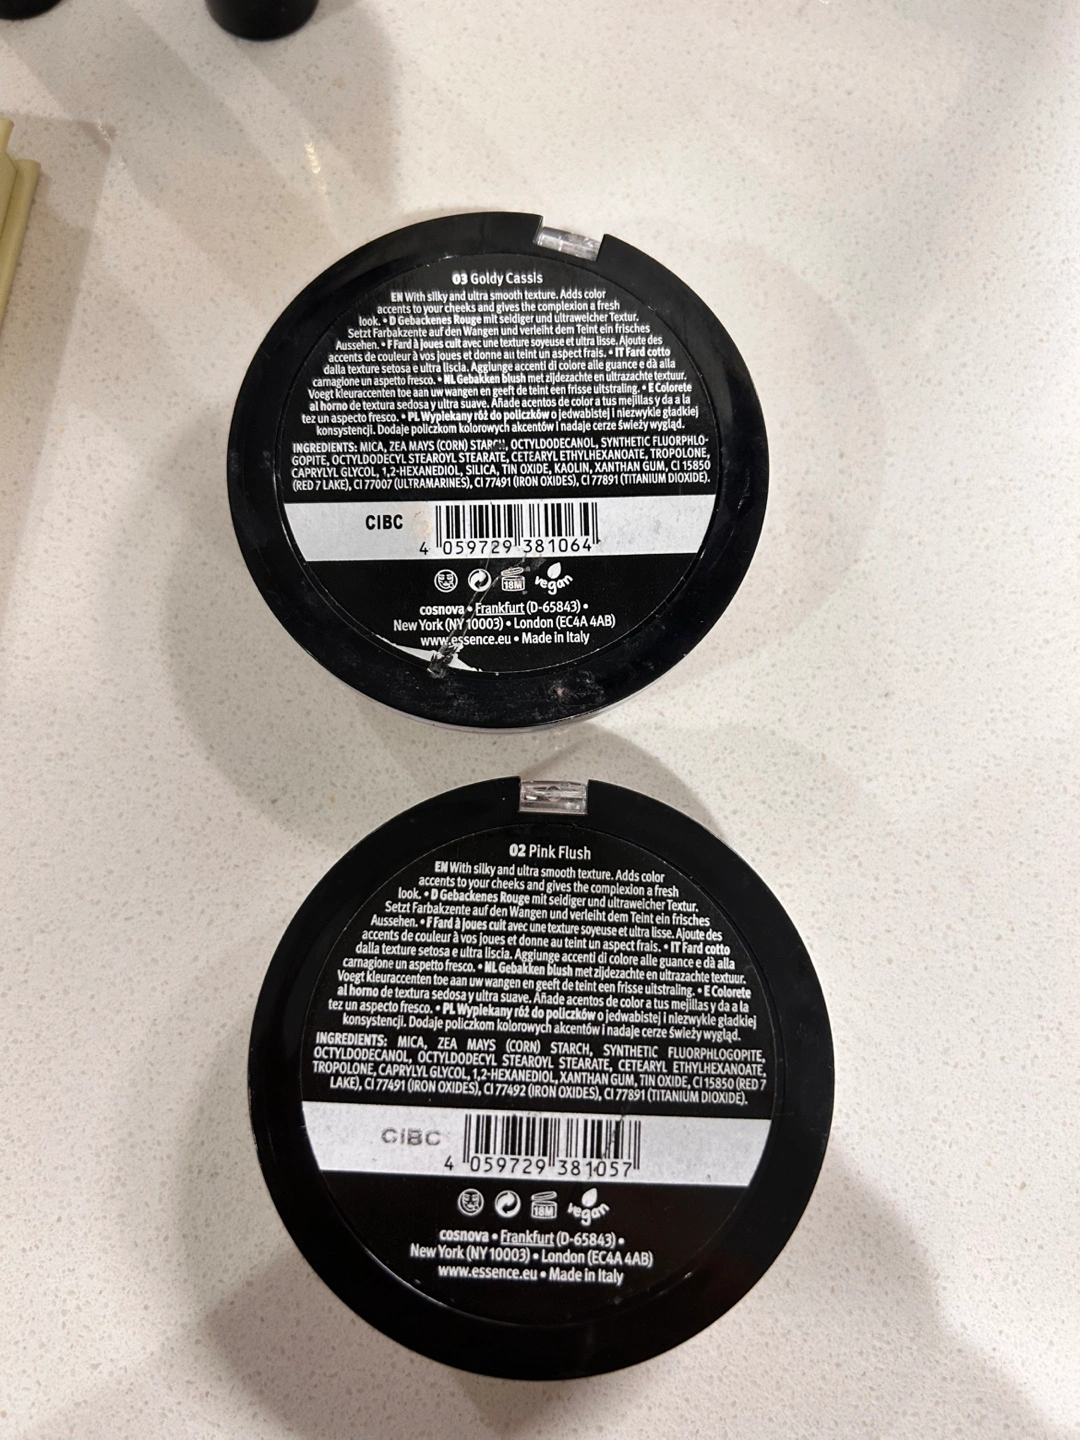 03 Goldy Cassis
EN With silky and ultra smooth texture. Adds color
accents to your cheeks and gives the complexion a fresh
look. • D Gebackenes Rouge mit seidiger und ultraweicher Textur.
Setzt Farbakzente auf den Wangen und verleiht dem Teint ein frisches
Aussehen. • F Fard à joues cuit avec une texture soyeuse et ultra lisse. Ajoute des
accents de couleur à vos joues et donne au teint un aspect frais. • IT Fard cotto
dalla texture setosa e ultra liscia. Aggiunge accenti di colore alle guance e dà alla
carnagione un aspetto fresco. • NL Gebakken blush met zijdezachte en ultrazachte textuur.
Voegt kleuraccenten toe aan uw wangen en geeft de teint een frisse uitstraling. • E Colorete
al horno de textura sedosa y ultra suave. Añade acentos de color a tus mejillas y da a la
tez un aspecto fresco. • PL Wypiekany róż do policzków o jedwabistej i niezwykle gładkiej
konsystencji. Dodaje policzkom kolorowych akcentów i nadaje cerze świeży wygląd.
INGREDIENTS: MICA, ZEA MAYS (CORN) STARCH, OCTYLDODECANOL, SYNTHETIC FLUORPHLO-
GOPITE, OCTYLDODECYL STEAROYL STEARATE, CETEARYL ETHYLHEXANOATE, TROPOLONE,
CAPRYLYL GLYCOL, 1,2-HEXANEDIOL, SILICA, TIN OXIDE, KAOLIN, XANTHAN GUM, CI 15850
(RED 7 LAKE), CI 77007 (ULTRAMARINES), CI 77491 (IRON OXIDES), CI 77891 (TITANIUM DIOXIDE).
CIBC
4 059729 381064
18M vegan
cosnova • Frankfurt (D-65843) •
New York (NY 10003) • London (EC4A 4AB)
www.essence.eu • Made in Italy
02 Pink Flush
EN With silky and ultra smooth texture. Adds color
accents to your cheeks and gives the complexion a fresh
look. • D Gebackenes Rouge mit seidiger und ultraweicher Textur.
Setzt Farbakzente auf den Wangen und verleiht dem Teint ein frisches
Aussehen. • F Fard à joues cuit avec une texture soyeuse et ultra lisse. Ajoute des
accents de couleur à vos joues et donne au teint un aspect frais. • IT Fard cotto
dalla texture setosa e ultra liscia. Aggiunge accenti di colore alle guance e dà alla
carnagione un aspetto fresco. • NL Gebakken blush met zijdezachte en ultrazachte textuur.
Voegt kleuraccenten toe aan uw wangen en geeft de teint een frisse uitstraling. • E Colorete
al horno de textura sedosa y ultra suave. Añade acentos de color a tus mejillas y da a la
tez un aspecto fresco. • PL Wypiekany róż do policzków o jedwabistej i niezwykle gładkiej
konsystencji. Dodaje policzkom kolorowych akcentów i nadaje cerze świeży wygląd.
INGREDIENTS: MICA, ZEA MAYS (CORN) STARCH, SYNTHETIC FLUORPHLOGOPITE,
OCTYLDODECANOL, OCTYLDODECYL STEAROYL STEARATE, CETEARYL ETHYLHEXANOATE,
TROPOLONE, CAPRYLYL GLYCOL, 1,2-HEXANEDIOL, XANTHAN GUM, TIN OXIDE, CI 15850 (RED 7
LAKE), CI 77491 (IRON OXIDES), CI 77492 (IRON OXIDES), CI 77891 (TITANIUM DIOXIDE).
CIBC
4 059729 381057
18M vegan
cosnova • Frankfurt (D-65843) •
New York (NY 10003) • London (EC4A 4AB)
www.essence.eu • Made in Italy